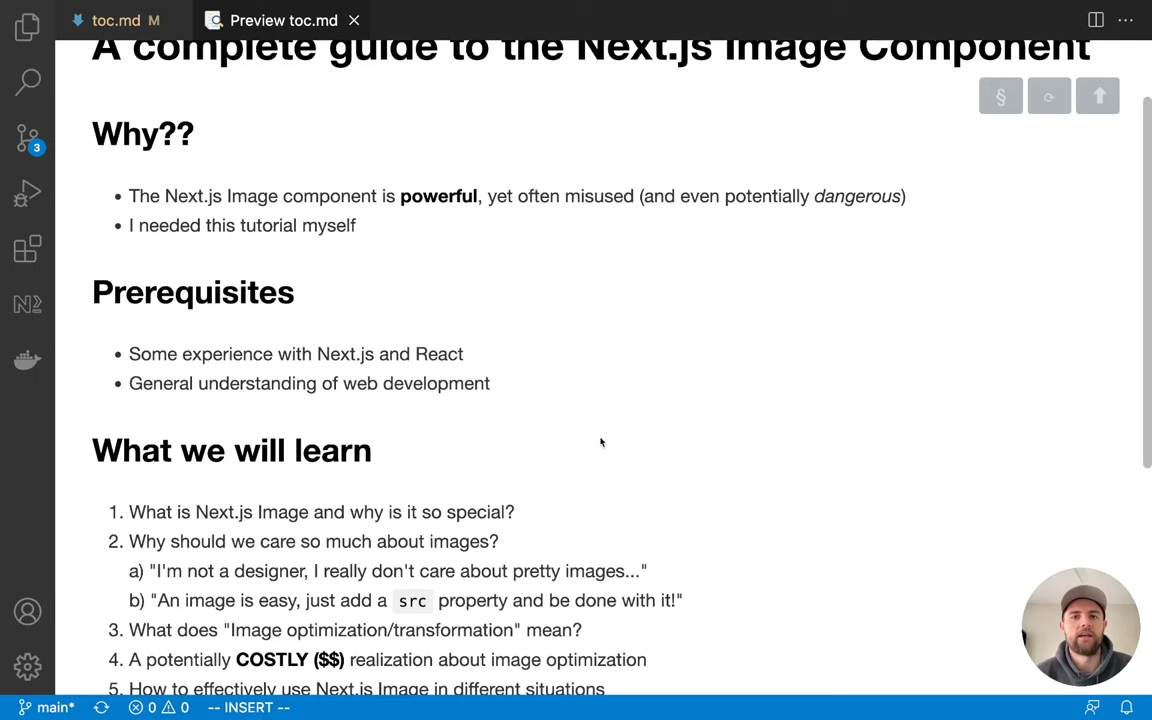 toc.md M
Preview toc.md
A complete guide to the Next.js Image Component
§
Why??
• The Next.js Image component is powerful, yet often misused (and even potentially dangerous)
• I needed this tutorial myself
3
Prerequisites
• Some experience with Next.js and React
• General understanding of web development
What we will learn
1. What is Next.js Image and why is it so special?
2. Why should we care so much about images?
a) "I'm not a designer, I really don't care about pretty images..."
b) "An image is easy, just add a src property and be done with it!"
3. What does "Image optimization/transformation" mean?
4. A potentially COSTLY ($$) realization about image optimization
5. How to effectively use Next.js Image in different situations
main* 0 0 -- INSERT --